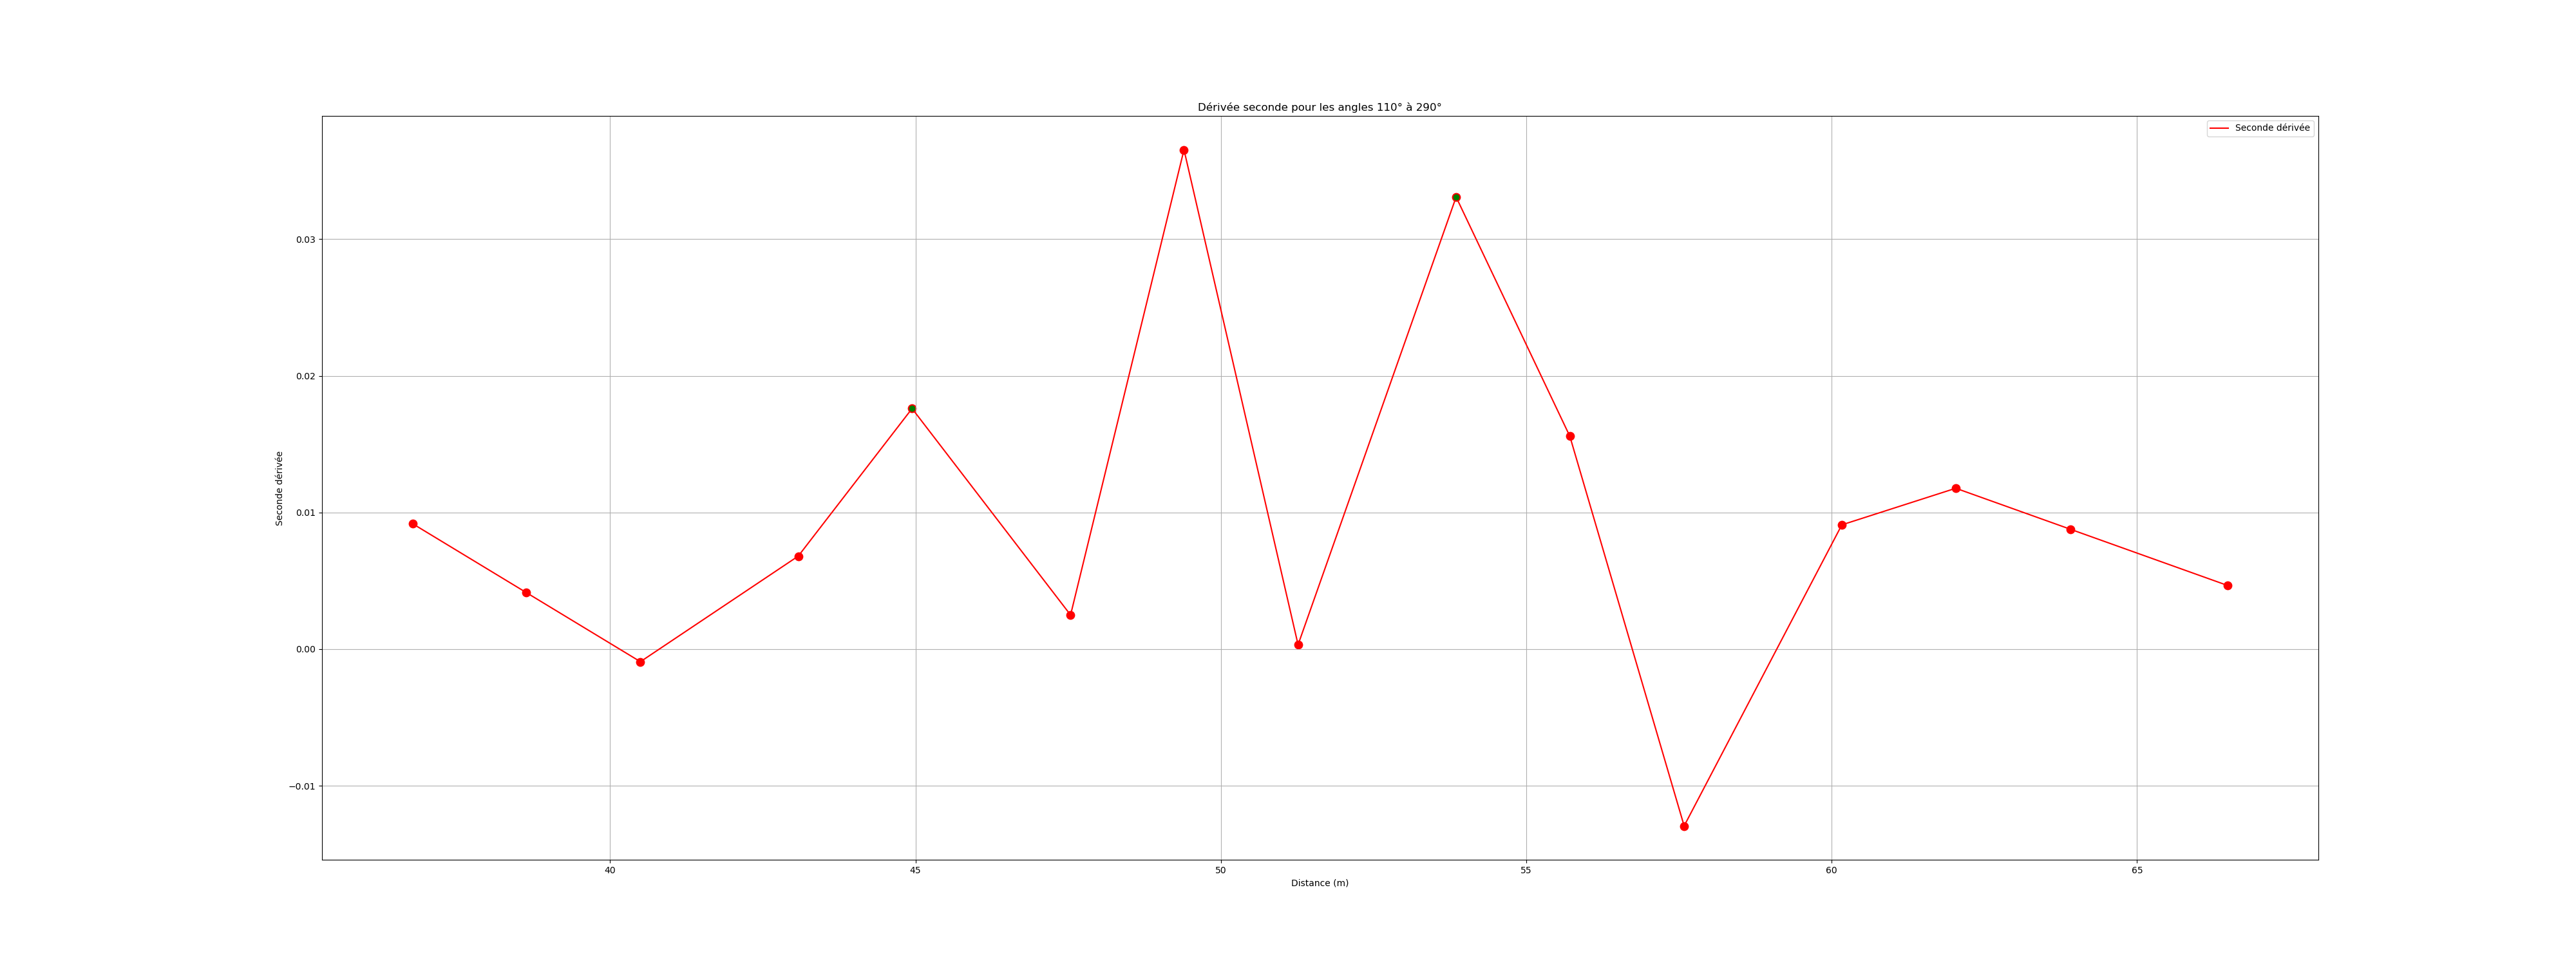 Dérivée seconde pour les angles 110° à 290°
Seconde dérivée
0.03
0.02
0.01
0.00
−0.01
Seconde dérivée
40 45 50 55 60 65
Distance (m)